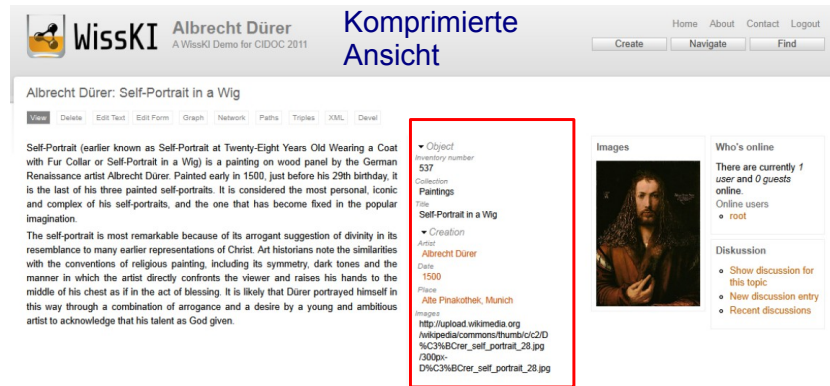 WissKI
Albrecht Dürer
A WissKI Demo for CIDOC 2011
Komprimierte
Ansicht
Home About Contact Logout
Create Navigate Find
Albrecht Dürer: Self-Portrait in a Wig
View Delete Edit Text Edit Form Graph Network Paths Triples XML Devel
Self-Portrait (earlier known as Self-Portrait at Twenty-Eight Years Old Wearing a Coat
with Fur Collar or Self-Portrait in a Wig) is a painting on wood panel by the German
Renaissance artist Albrecht Dürer. Painted early in 1500, just before his 29th birthday, it
is the last of his three painted self-portraits. It is considered the most personal, iconic
and complex of his self-portraits, and the one that has become fixed in the popular
imagination.
The self-portrait is most remarkable because of its arrogant suggestion of divinity in its
resemblance to many earlier representations of Christ. Art historians note the similarities
with the conventions of religious painting, including its symmetry, dark tones and the
manner in which the artist directly confronts the viewer and raises his hands to the
middle of his chest as if in the act of blessing. It is likely that Dürer portrayed himself in
this way through a combination of arrogance and a desire by a young and ambitious
artist to acknowledge that his talent as God given.
Object
Inventory number
537
Collection
Paintings
Title
Self-Portrait in a Wig
Creation
Artist
Albrecht Dürer
Date
1500
Place
Alte Pinakothek, Munich
Images
http://upload.wikimedia.org
/wikipedia/commons/thumb/c/c2/D
%C3%BCrer_self_portrait_28.jpg
/300px-
D%C3%BCrer_self_portrait_28.jpg
Images
Who's online
There are currently 1
user and 0 guests
online.
Online users
root
Diskussion
Show discussion for
this topic
New discussion entry
Recent discussions